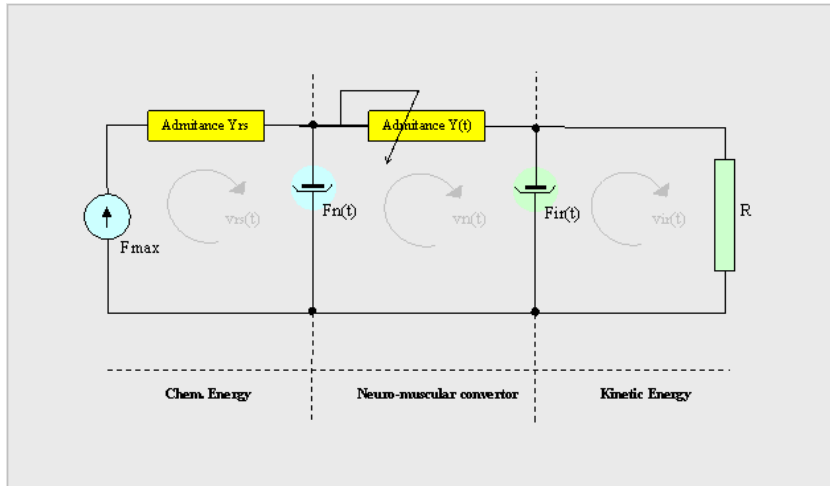 Admitance Yrs
Admitance Y(t)
Fn(t)
Fir(t)
R
vrs(t)
vn(t)
vir(t)
Fmax
Chem. Energy
Neuro-muscular convertor
Kinetic Energy